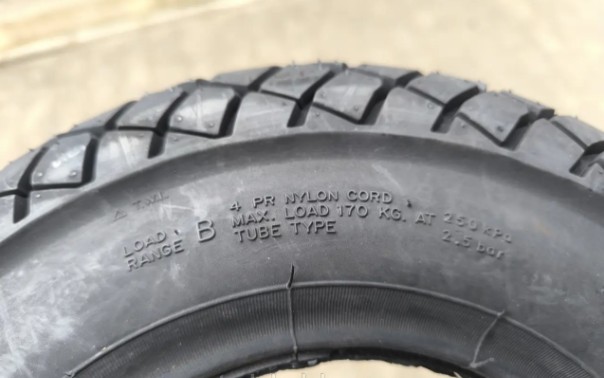 △ T.W.I.
LOAD RANGE B
4 PR NYLON CORD
MAX. LOAD 170 KG. AT 250 KPa
TUBE TYPE
2.5 bar